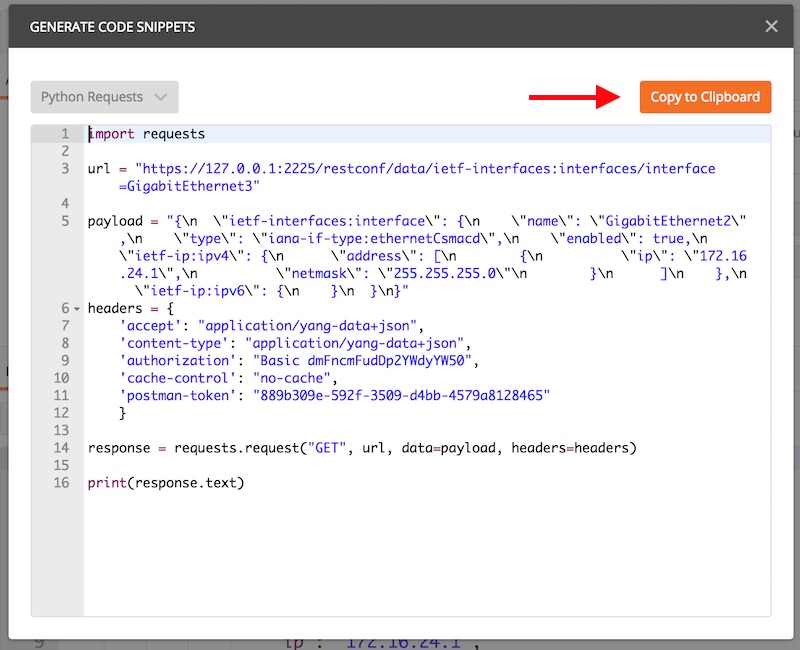 GENERATE CODE SNIPPETS
Python Requests
Copy to Clipboard
1 import requests
2
3 url = "https://127.0.0.1:2225/restconf/data/ietf-interfaces:interfaces/interface
=GigabitEthernet3"
4
5 payload = "{\n  \"ietf-interfaces:interface\": {\n    \"name\": \"GigabitEthernet2\"
,\n    \"type\": \"iana-if-type:ethernetCsmacd\",\n    \"enabled\": true,\n
\"ietf-ip:ipv4\": {\n      \"address\": [\n        {\n          \"ip\": \"172.16
.24.1\",\n          \"netmask\": \"255.255.255.0\"\n        }\n      ]\n    },\n
\"ietf-ip:ipv6\": {\n    }\n  }\n}"
6 headers = {
7     'accept': "application/yang-data+json",
8     'content-type': "application/yang-data+json",
9     'authorization': "Basic dmFncmFudDp2YWdyYW50",
10     'cache-control': "no-cache",
11     'postman-token': "889b309e-592f-3509-d4bb-4579a8128465"
12     }
13
14 response = requests.request("GET", url, data=payload, headers=headers)
15
16 print(response.text)
9 "ip": "172.16.24.1",